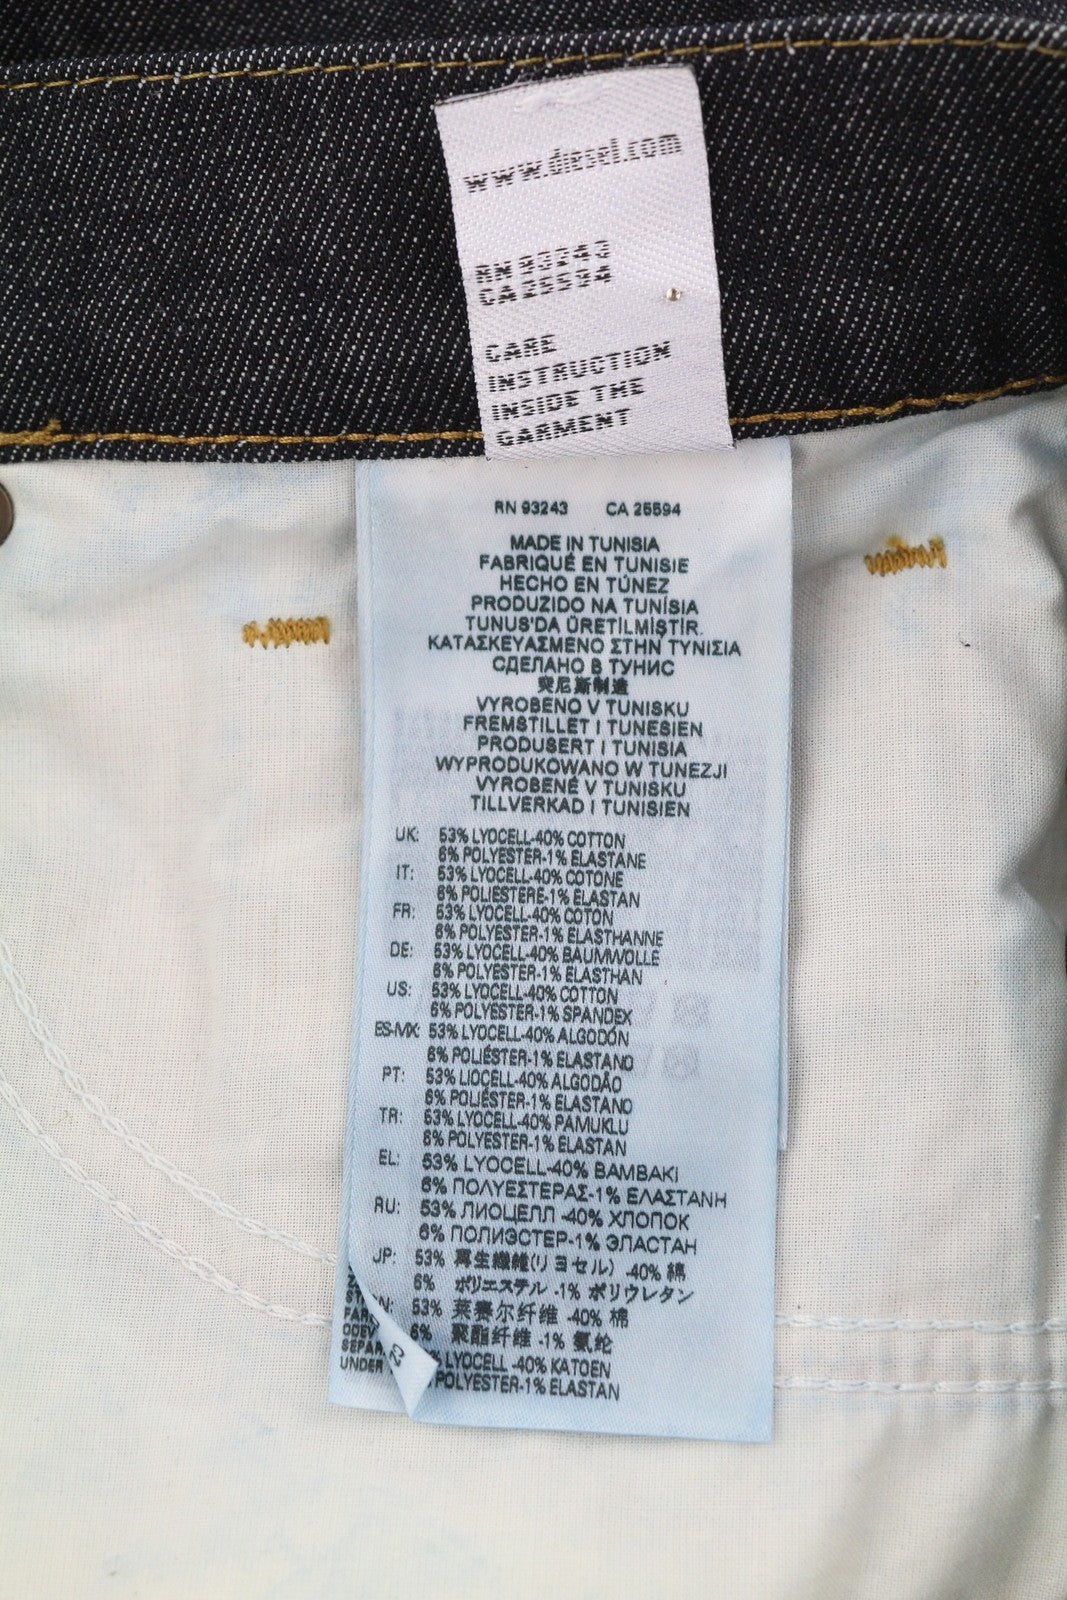 www.diesel.com
RN 93243
CA 25594
CARE
INSTRUCTION
INSIDE THE
GARMENT
RN 93243 CA 25594
MADE IN TUNISIA
FABRIQUÉ EN TUNISIE
HECHO EN TÚNEZ
PRODUZIDO NA TUNÍSIA
TUNUS'DA ÜRETILMIŞTIR.
ΚΑΤΑΣΚΕΥΑΣΜΕΝΟ ΣΤΗΝ ΤΥΝΙΣΙΑ
СДЕЛАНО В ТУНИС
突尼斯制造
VYROBENO V TUNISKU
FREMSTILLET I TUNESIEN
PRODUSERT I TUNISIA
WYPRODUKOWANO W TUNEZJI
VYROBENÉ V TUNISKU
TILLVERKAD I TUNISIEN
UK: 53% LYOCELL-40% COTTON
6% POLYESTER-1% ELASTANE
IT: 53% LYOCELL-40% COTONE
6% POLIESTERE-1% ELASTAN
FR: 53% LYOCELL-40% COTON
6% POLYESTER-1% ELASTHANNE
DE: 53% LYOCELL-40% BAUMWOLLE
6% POLYESTER-1% ELASTHAN
US: 53% LYOCELL-40% COTTON
6% POLYESTER-1% SPANDEX
ES-MX: 53% LYOCELL-40% ALGODÓN
6% POLIÉSTER-1% ELASTANO
PT: 53% LIOCELL-40% ALGODÃO
6% POLIÉSTER-1% ELASTANO
TR: 53% LYOCELL-40% PAMUKLU
6% POLYESTER-1% ELASTAN
EL: 53% LYOCELL -40% ΒΑΜΒΑΚΙ
6% ΠΟΛΥΕΣΤΕΡΑΣ-1% ΕΛΑΣΤΑΝΗ
RU: 53% ЛИОЦЕЛЛ -40% ХЛОПОК
6% ПОЛИЭСТЕР-1% ЭЛАСТАН
JP: 53% 再生繊維(リヨセル) -40% 綿
6% ポリエステル -1% ポリウレタン
53% 莱赛尔纤维 -40% 棉
6% 聚酯纤维 -1% 氨纶
LYOCELL -40% KATOEN
POLYESTER-1% ELASTAN
UNDER